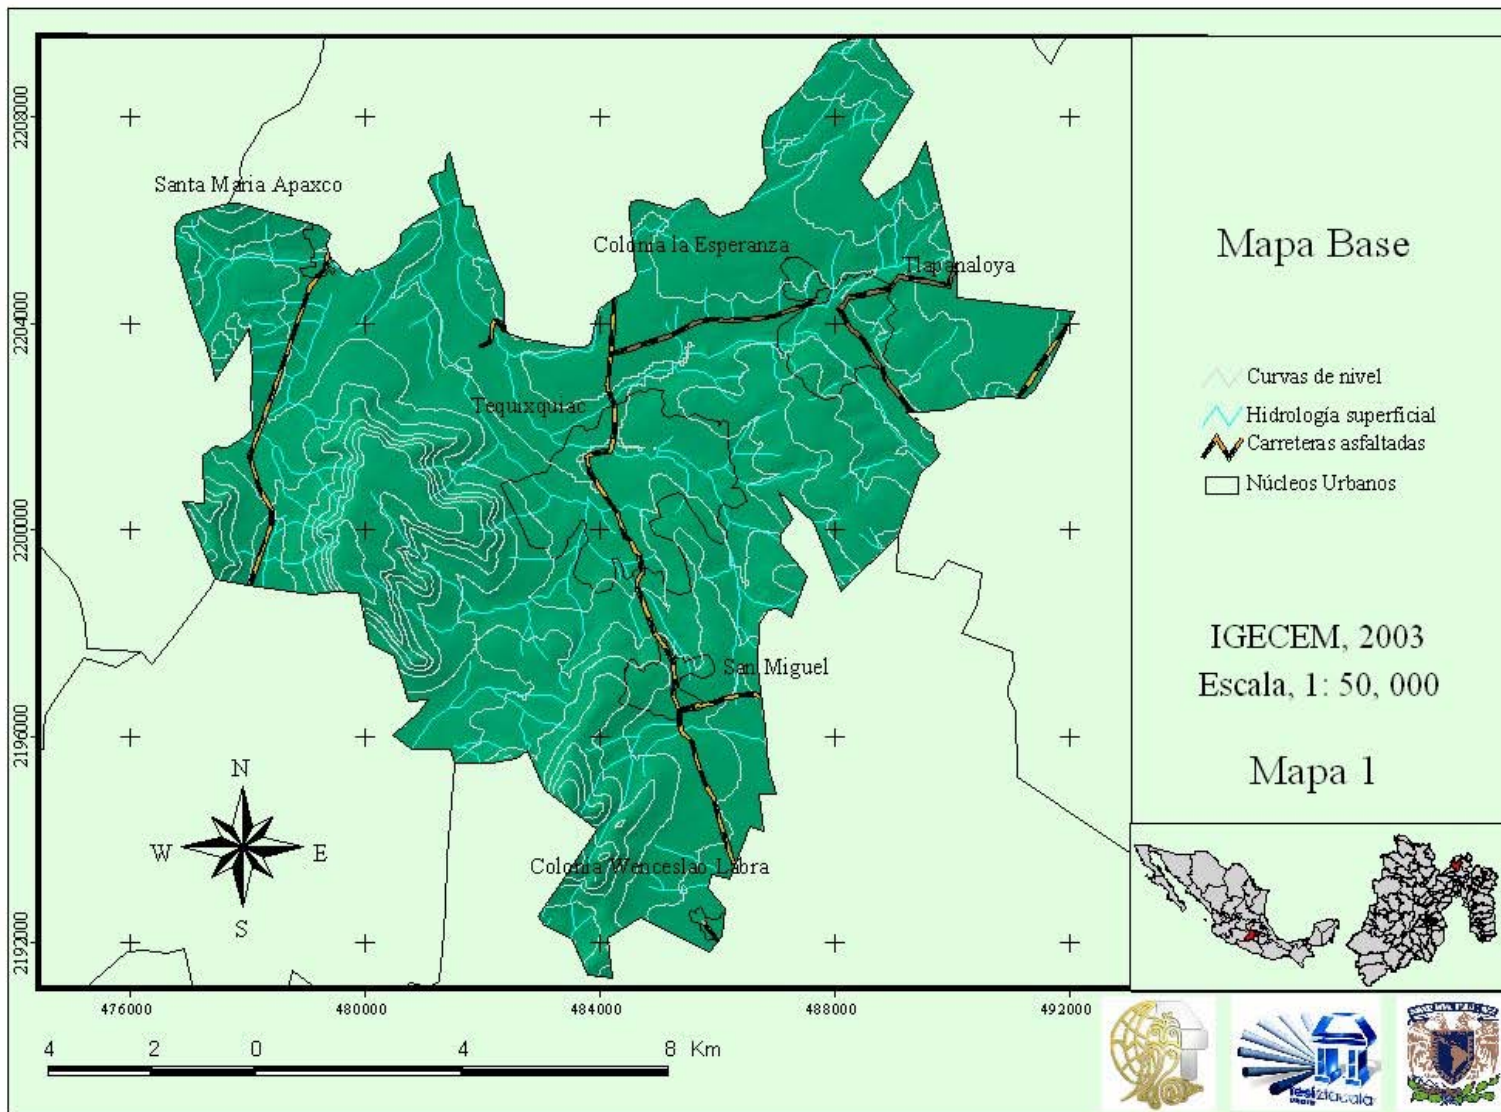 Mapa Base
Santa Maria Apaxco
Colonia la Esperanza
Tlapanaloya
Tequixquiac
San Miguel
Colonia Wenceslao Labra
Curvas de nivel
Hidrología superficial
Carreteras asfaltadas
Núcleos Urbanos
IGECEM, 2003
Escala, 1: 50, 000
Mapa 1
N
W
E
S
2208000
2204000
2200000
2196000
2192000
476000
480000
484000
488000
492000
4 2 0 4 8 Km